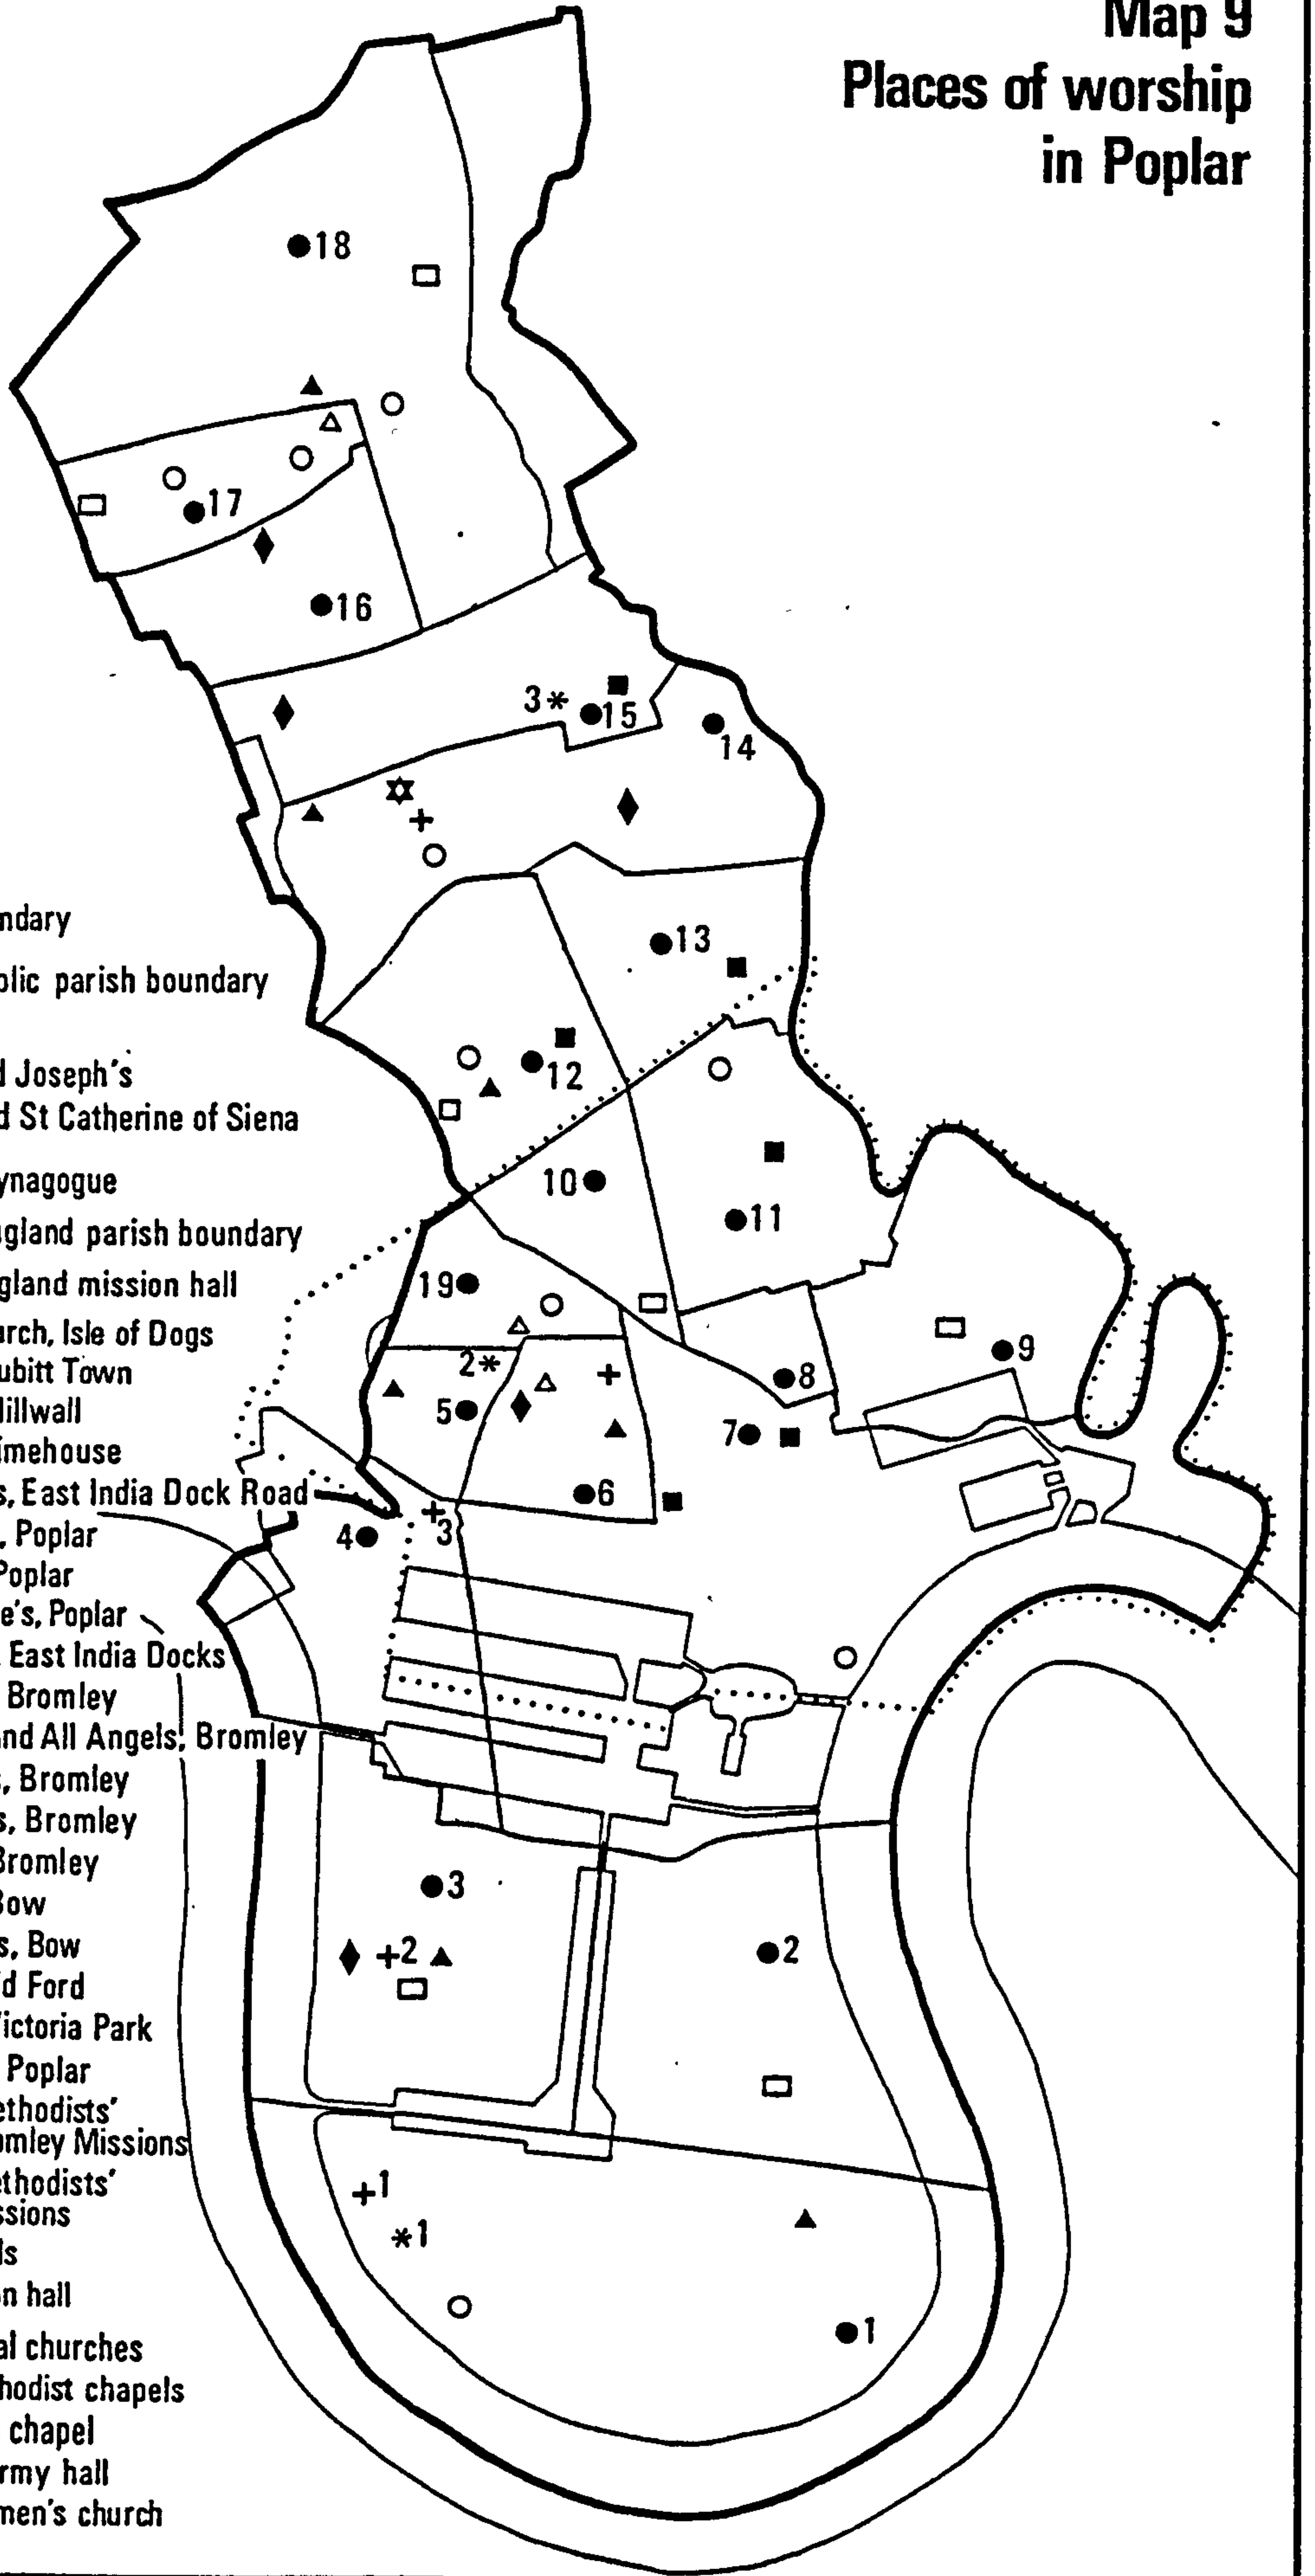 Map 9
Places of worship
in Poplar
18
17
16
3*
15
14
ndary
13
olic parish boundary
d Joseph's
12
d St Catherine of Siena
ynagogue
10
11
gland parish boundary
19
gland mission hall
urch, Isle of Dogs
9
ubitt Town
2*
8
illwall
5
7
imehouse
s, East India Dock Road
6
, Poplar
4
3
Poplar
e's, Poplar
East India Docks
Bromley
nd All Angels, Bromley
s, Bromley
s, Bromley
Bromley
3
Bow
s, Bow
2
2
d Ford
ictoria Park
Poplar
ethodists'
omley Missions
ethodists'
1
ssions
*1
ls
n hall
1
al churches
hodist chapels
chapel
rmy hall
men's church